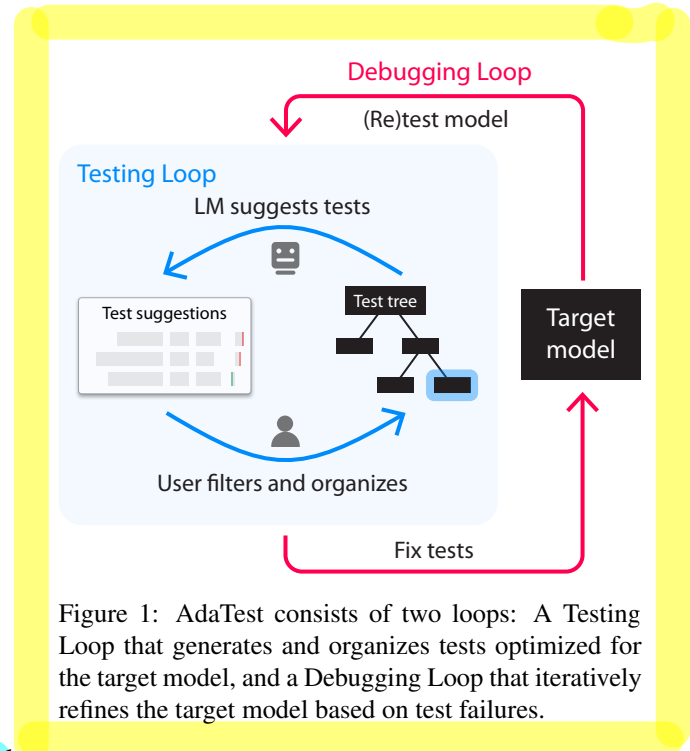 Debugging Loop
(Re)test model
Testing Loop
LM suggests tests
Test suggestions
Test tree
Target
model
User filters and organizes
Fix tests
Figure 1: AdaTest consists of two loops: A Testing
Loop that generates and organizes tests optimized for
the target model, and a Debugging Loop that iteratively
refines the target model based on test failures.